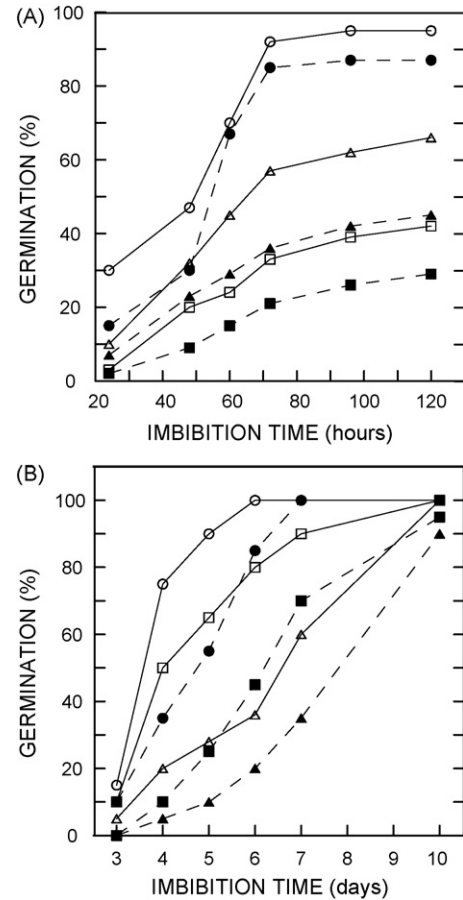 (A)
100
80
60
40
20
0
GERMINATION (%)
20 40 60 80 100 120
IMBIBITION TIME (hours)
(B)
100
80
60
40
20
0
GERMINATION (%)
3 4 5 6 7 8 9 10
IMBIBITION TIME (days)